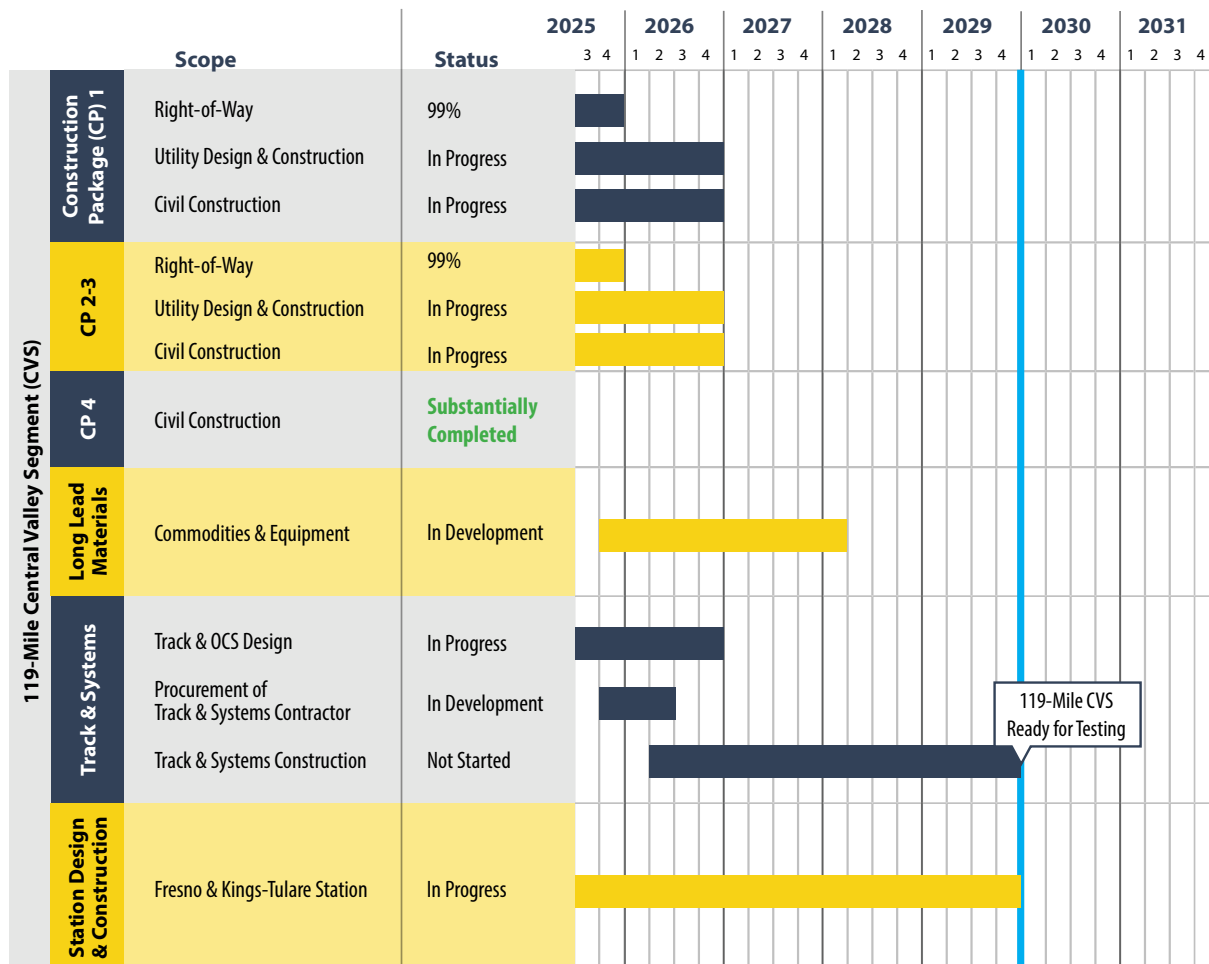 2025 2026 2027 2028 2029 2030 2031
Scope Status 3 4 1 2 3 4 1 2 3 4 1 2 3 4 1 2 3 4 1 2 3 4 1 2 3 4
119-Mile Central Valley Segment (CVS)
Construction
Package (CP) 1
Right-of-Way 99%
Utility Design & Construction In Progress
Civil Construction In Progress
CP 2-3
Right-of-Way 99%
Utility Design & Construction In Progress
Civil Construction In Progress
CP 4
Civil Construction
Substantially
Completed
Long Lead
Materials
Commodities & Equipment In Development
Track & Systems
Track & OCS Design In Progress
Procurement of
Track & Systems Contractor In Development
119-Mile CVS
Ready for Testing
Track & Systems Construction Not Started
Station Design
& Construction
Fresno & Kings-Tulare Station In Progress